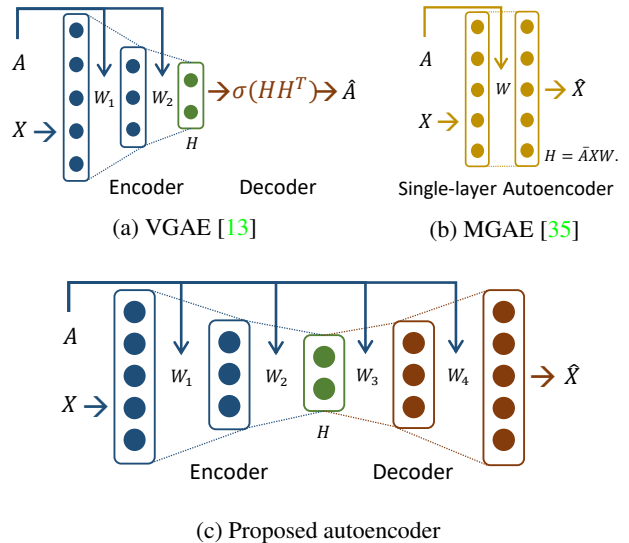 A
X
W₁
W₂
H
σ(HHᵀ)
Â
Encoder
Decoder
(a) VGAE [13]
A
X
W
X̂
H = ĀXW.
Single-layer Autoencoder
(b) MGAE [35]
A
X
W₁
W₂
W₃
W₄
X̂
H
Encoder
Decoder
(c) Proposed autoencoder